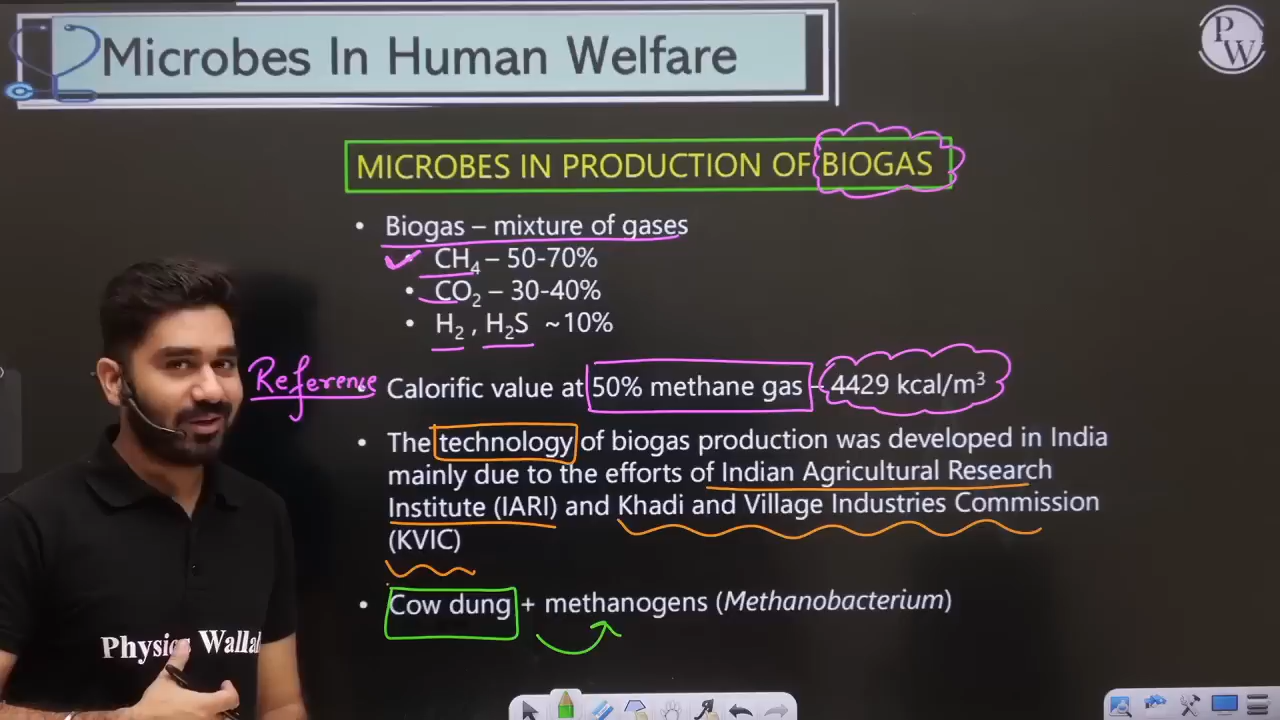 Microbes In Human Welfare
PW
MICROBES IN PRODUCTION OF BIOGAS
• Biogas – mixture of gases
CH₄ – 50-70%
• CO₂ – 30-40%
• H₂ , H₂S ~10%
Reference
• Calorific value at 50% methane gas – 4429 kcal/m³
• The technology of biogas production was developed in India
mainly due to the efforts of Indian Agricultural Research
Institute (IARI) and Khadi and Village Industries Commission
(KVIC)
• Cow dung + methanogens (Methanobacterium)
Physics Wallah